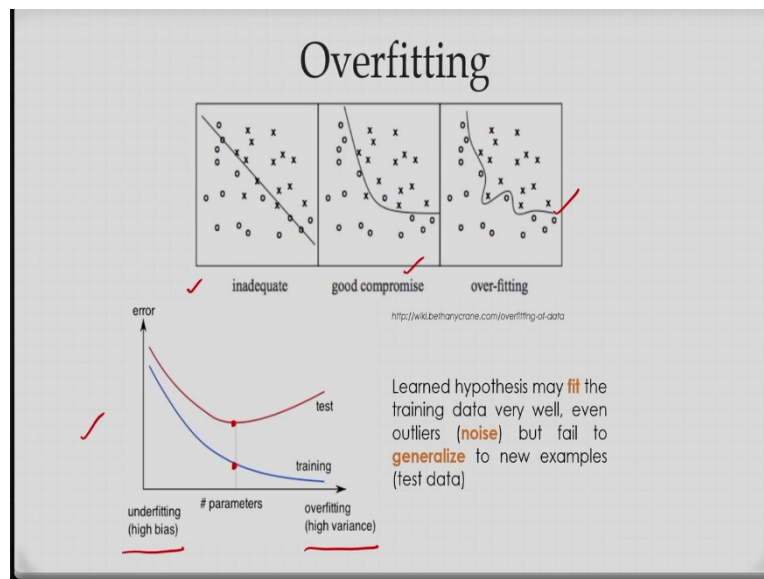 Overfitting
inadequate
good compromise
over-fitting
http://wiki.bethanycrane.com/overfitting-of-data
error
test
training
# parameters
underfitting
(high bias)
overfitting
(high variance)
Learned hypothesis may fit the
training data very well, even
outliers (noise) but fail to
generalize to new examples
(test data)